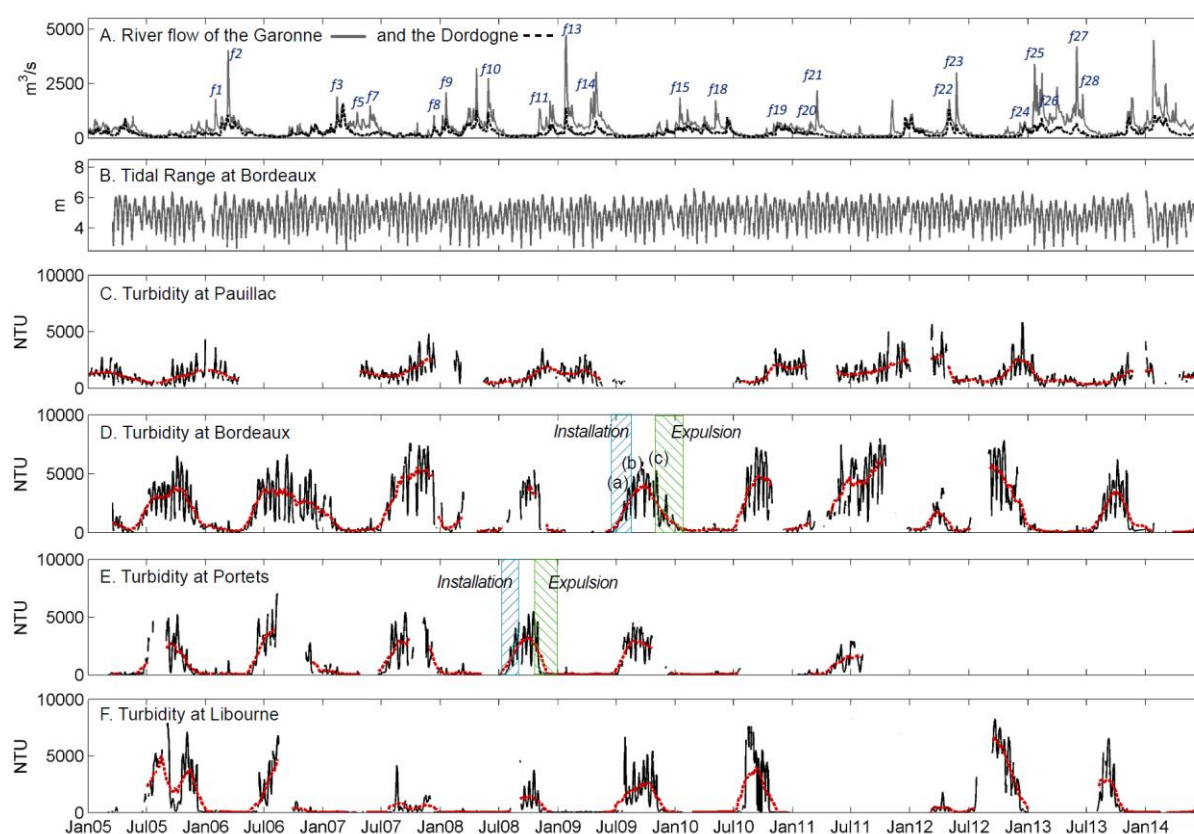 A. River flow of the Garonne and the Dordogne
5000
2500
0
m³/s
f1
f2
f3
f5
f7
f8
f9
f10
f11
f13
f14
f15
f18
f19
f20
f21
f22
f23
f24
f25
f26
f27
f28
B. Tidal Range at Bordeaux
8
6
4
m
C. Turbidity at Pauillac
10000
5000
0
NTU
D. Turbidity at Bordeaux
10000
5000
0
NTU
Installation
Expulsion
(a)
(b)
(c)
E. Turbidity at Portets
10000
5000
0
NTU
Installation
Expulsion
F. Turbidity at Libourne
10000
5000
0
NTU
Jan05 Jul05 Jan06 Jul06 Jan07 Jul07 Jan08 Jul08 Jan09 Jul09 Jan10 Jul10 Jan11 Jul11 Jan12 Jul12 Jan13 Jul13 Jan14